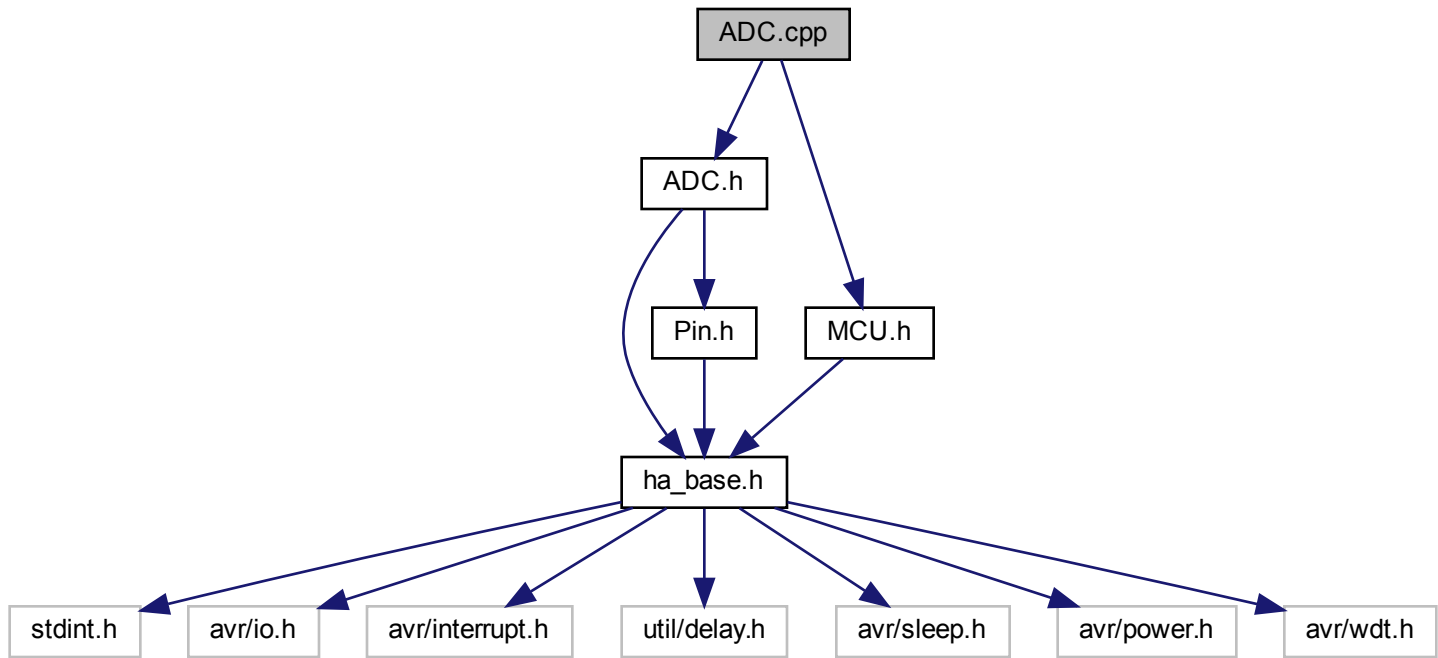 ADC.cpp
ADC.h
Pin.h
MCU.h
ha_base.h
stdint.h
avr/io.h
avr/interrupt.h
util/delay.h
avr/sleep.h
avr/power.h
avr/wdt.h